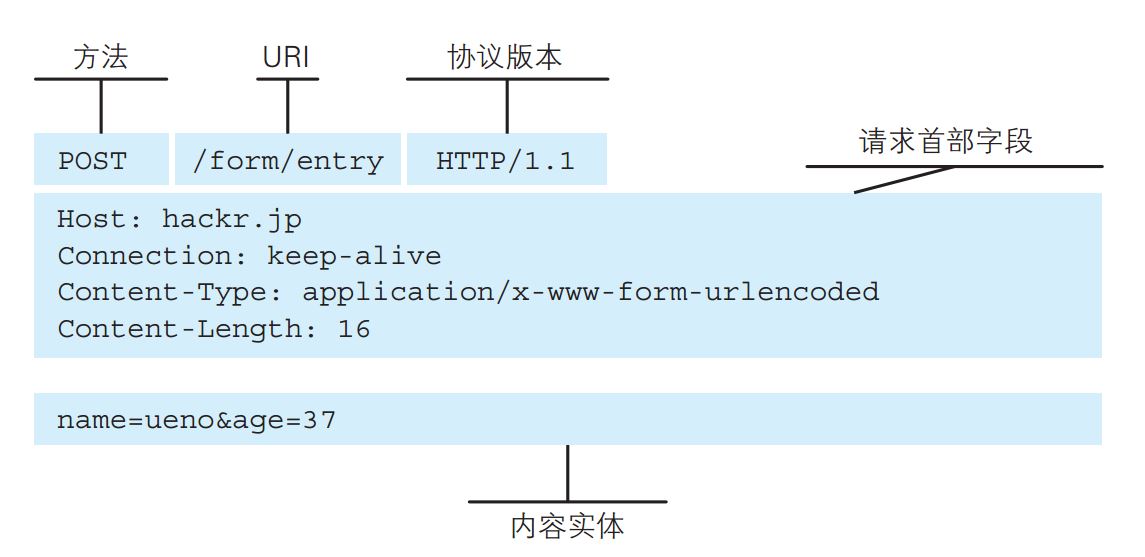 方法 URI 协议版本
请求首部字段
POST /form/entry HTTP/1.1
Host: hackr.jp
Connection: keep-alive
Content-Type: application/x-www-form-urlencoded
Content-Length: 16
name=ueno&age=37
内容实体